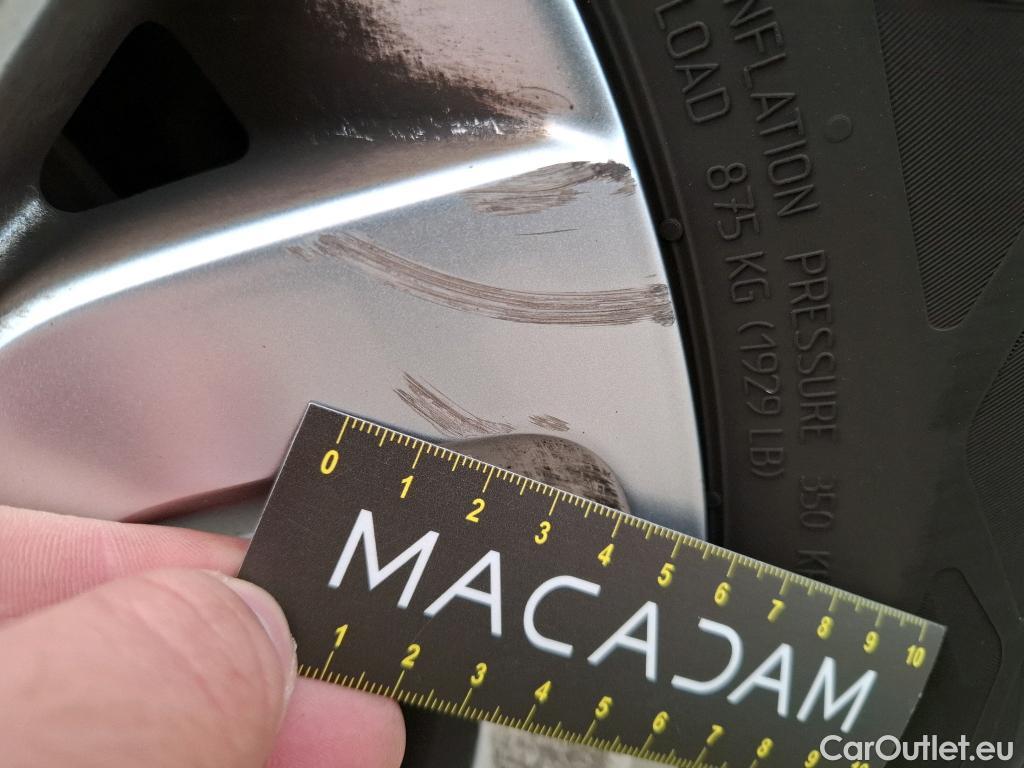 INFLATION PRESSURE 350 K
LOAD 875 KG (1929 LB)
0 1 2 3 4 5 6 7 8 9 10
MACADAM
1 2 3 4 5 6 7 8 9
CarOutlet.eu